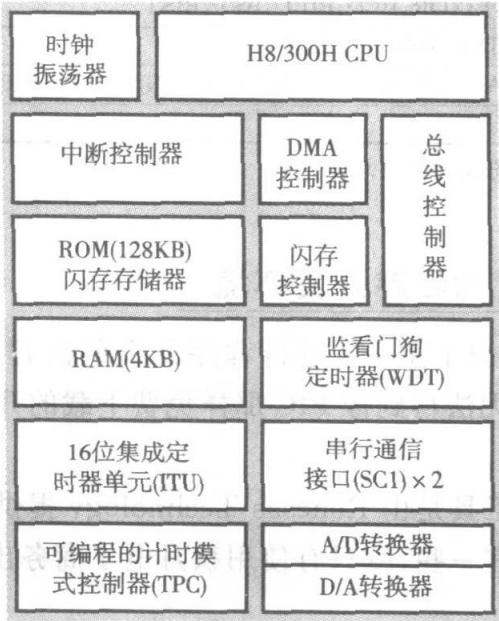 时钟
振荡器
H8/300H CPU
中断控制器
DMA
控制器
总
线
控
制
器
ROM(128KB)
闪存存储器
闪存
控制器
RAM(4KB)
监看门狗
定时器(WDT)
16位集成定
时器单元(ITU)
串行通信
接口(SC1)×2
可编程的计时模
式控制器(TPC)
A/D转换器
D/A转换器